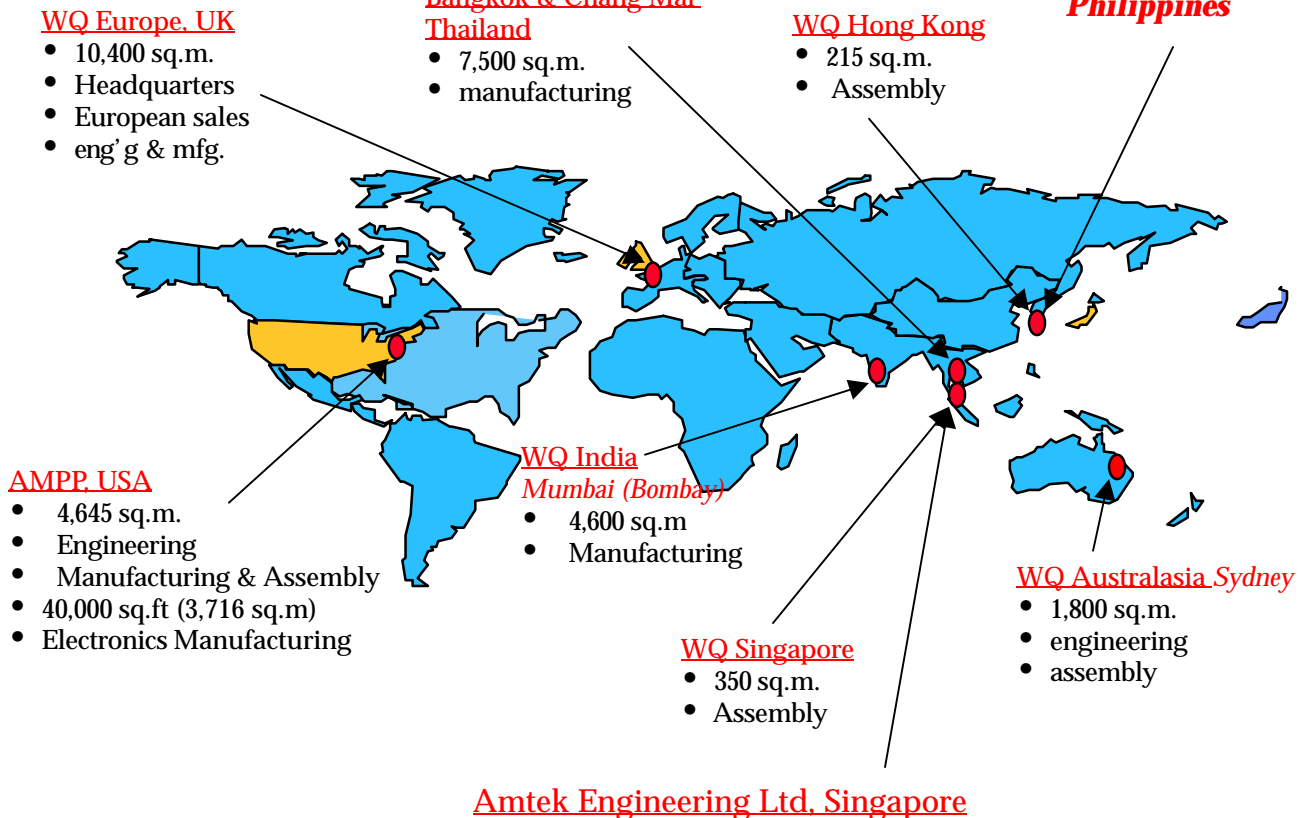 WQ Europe, UK
• 10,400 sq.m.
• Headquarters
• European sales
• eng'g & mfg.
Bangkok & Chang Mai
Thailand
• 7,500 sq.m.
• manufacturing
WQ Hong Kong
• 215 sq.m.
• Assembly
Philippines
AMPP, USA
• 4,645 sq.m.
• Engineering
• Manufacturing & Assembly
• 40,000 sq.ft (3,716 sq.m)
• Electronics Manufacturing
WQ India
Mumbai (Bombay)
• 4,600 sq.m
• Manufacturing
WQ Singapore
• 350 sq.m.
• Assembly
WQ Australasia Sydney
• 1,800 sq.m.
• engineering
• assembly
Amtek Engineering Ltd, Singapore